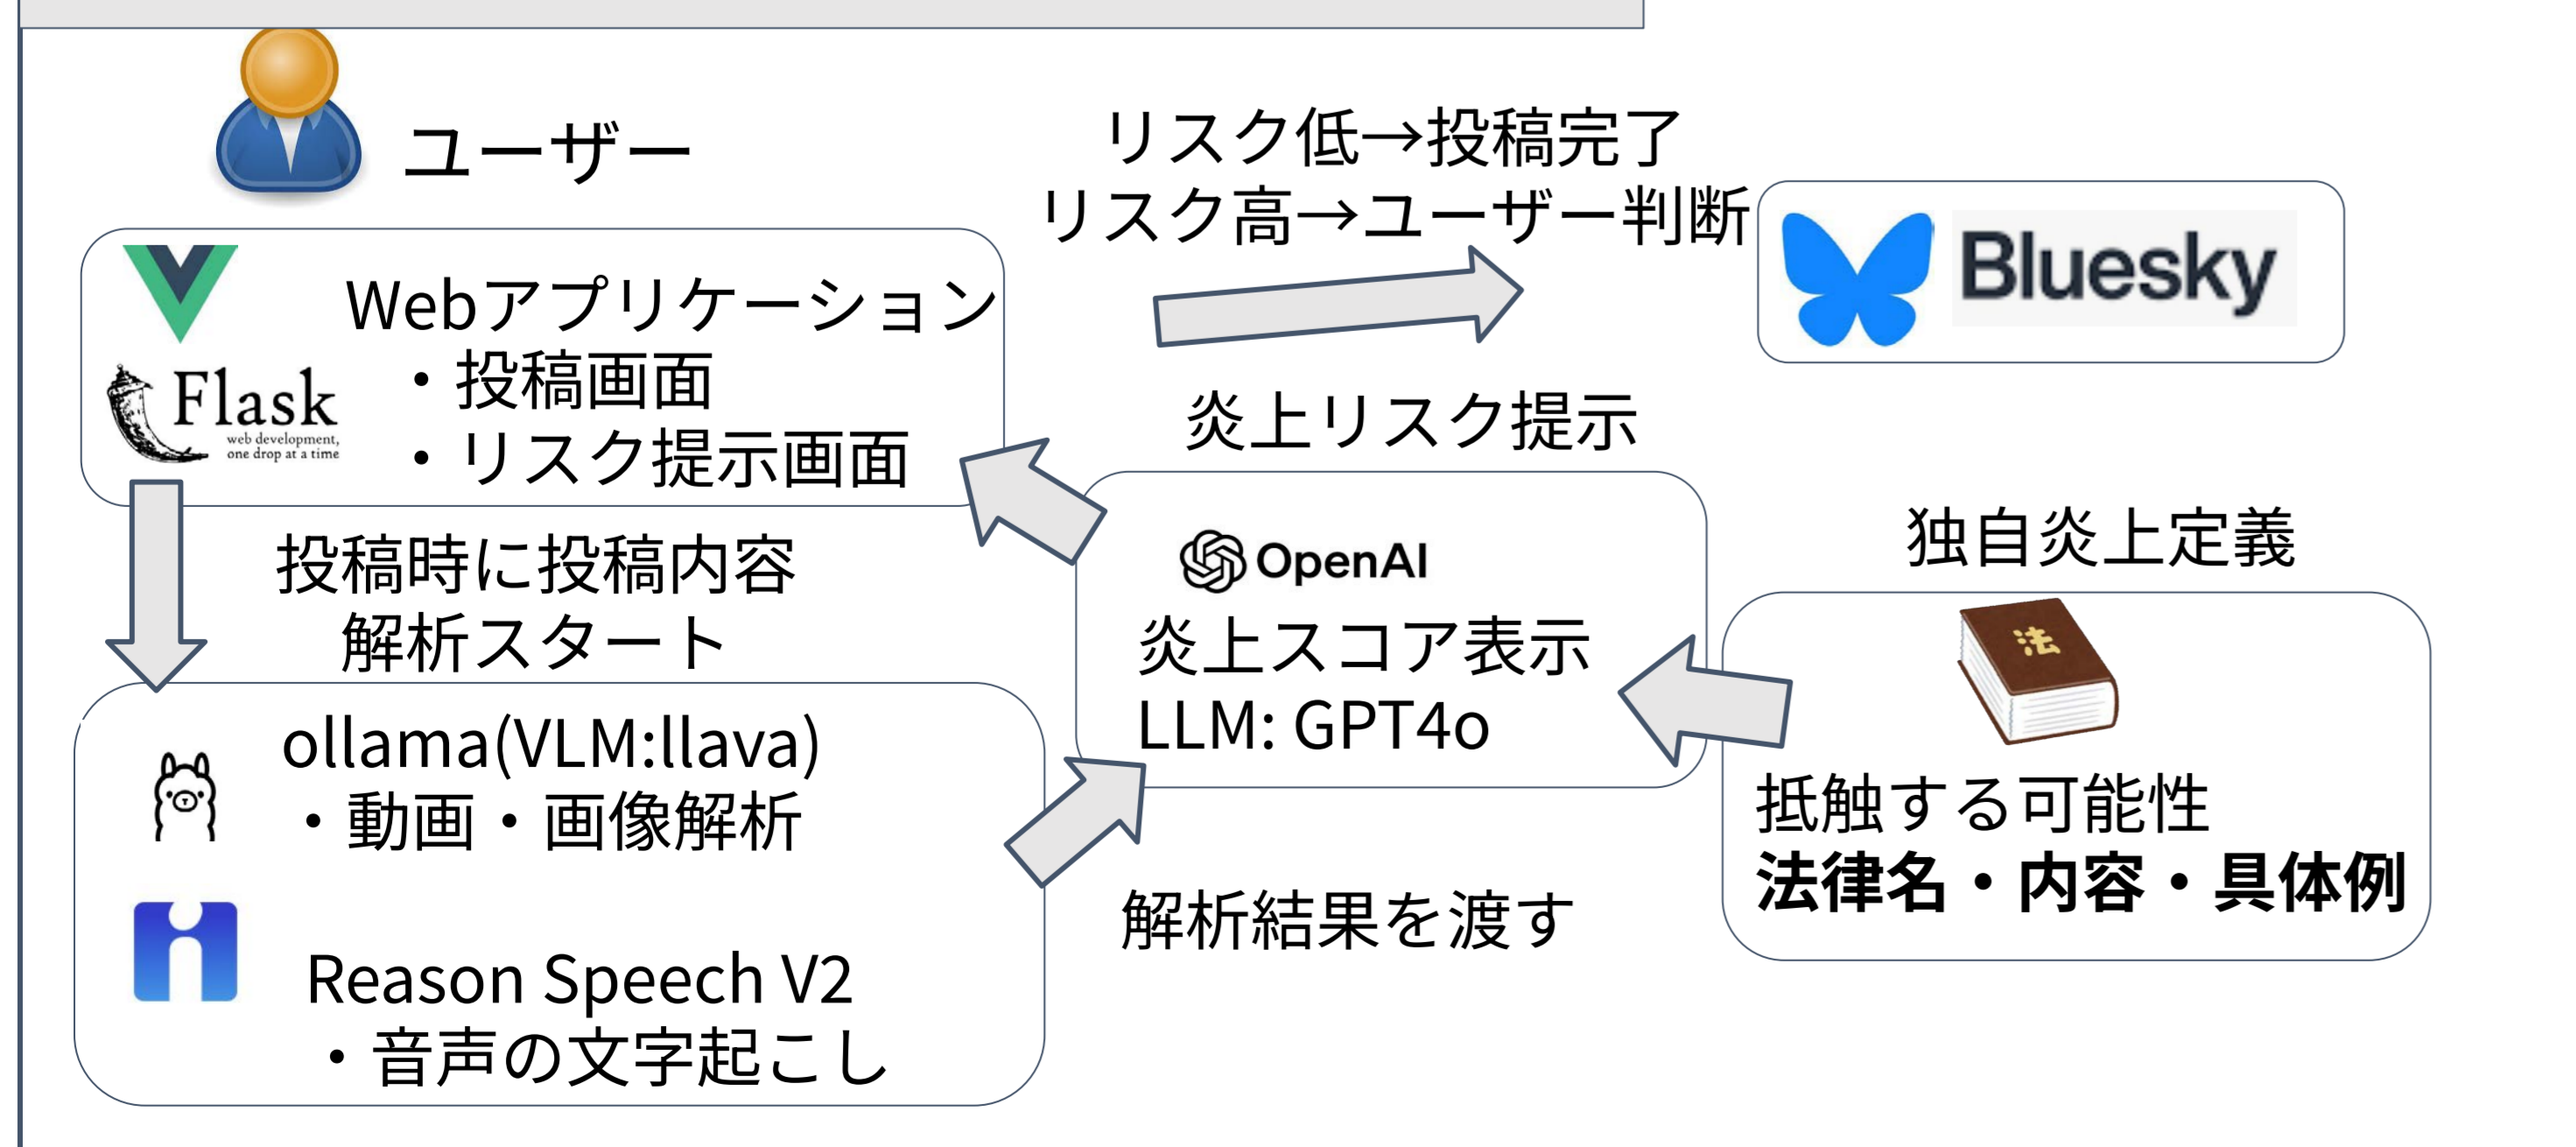 ユーザー
リスク低→投稿完了
リスク高→ユーザー判断
Bluesky
Webアプリケーション
・投稿画面
・リスク提示画面
Flask
web development,
one drop at a time
炎上リスク提示
投稿時に投稿内容
解析スタート
OpenAI
炎上スコア表示
LLM: GPT4o
独自炎上定義
法
抵触する可能性
法律名・内容・具体例
ollama(VLM:llava)
・動画・画像解析
Reason Speech V2
・音声の文字起こし
解析結果を渡す